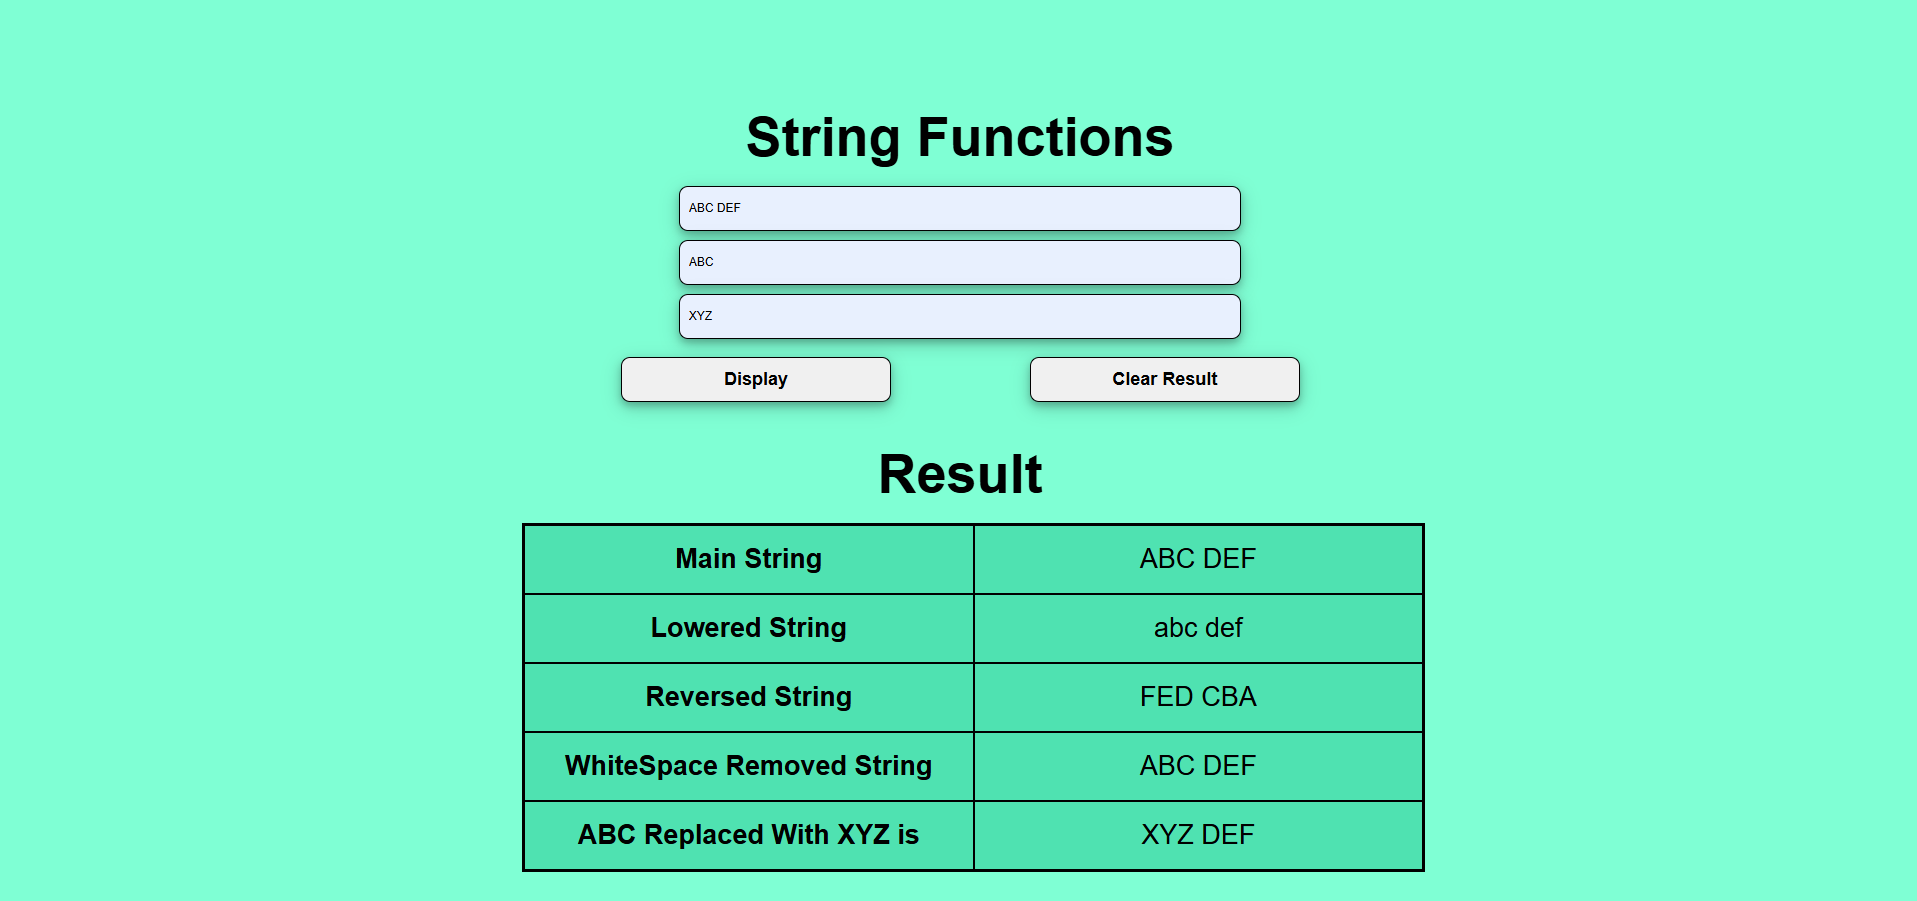 String Functions
ABC DEF
ABC
XYZ
Display Clear Result
Result
Main String ABC DEF
Lowered String abc def
Reversed String FED CBA
WhiteSpace Removed String ABC DEF
ABC Replaced With XYZ is XYZ DEF